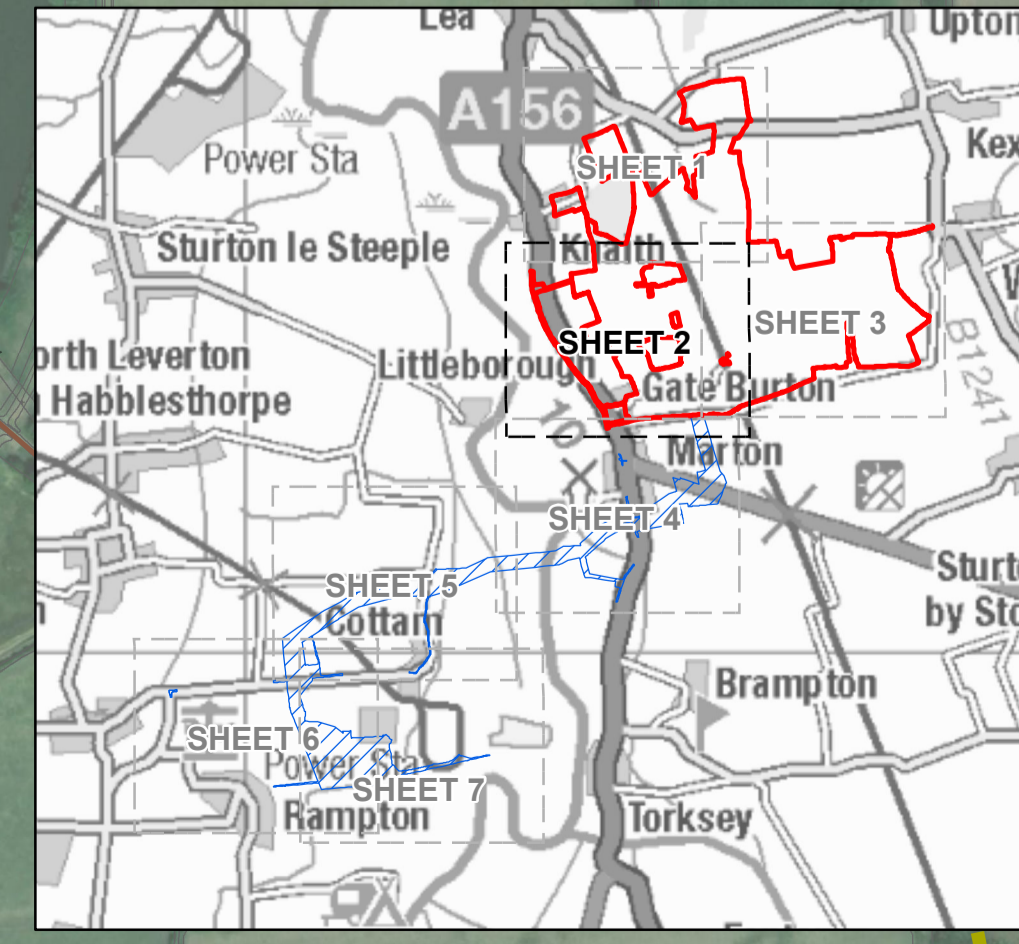 Lea
Upton
A156
Power Sta
SHEET 1
Kex
Sturton le Steeple
Knaith
SHEET 3
SHEET 2
orth Leverton
Habblesthorpe
Littleborough
Gate Burton
B1241
10
Marton
SHEET 4
Sturt
by Sto
SHEET 5
Cottam
Brampton
SHEET 6
Power Sta
SHEET 7
Rampton
Torksey